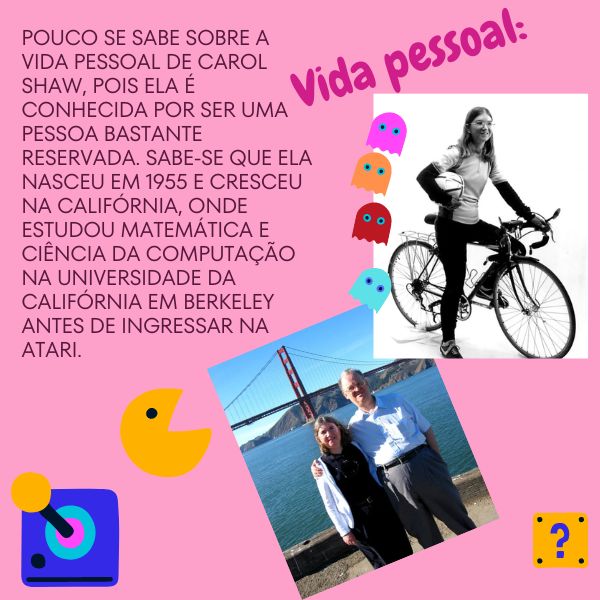 Vida pessoal:
POUCO SE SABE SOBRE A
VIDA PESSOAL DE CAROL
SHAW, POIS ELA É
CONHECIDA POR SER UMA
PESSOA BASTANTE
RESERVADA. SABE-SE QUE ELA
NASCEU EM 1955 E CRESCEU
NA CALIFÓRNIA, ONDE
ESTUDOU MATEMÁTICA E
CIÊNCIA DA COMPUTAÇÃO
NA UNIVERSIDADE DA
CALIFÓRNIA EM BERKELEY
ANTES DE INGRESSAR NA
ATARI.
?